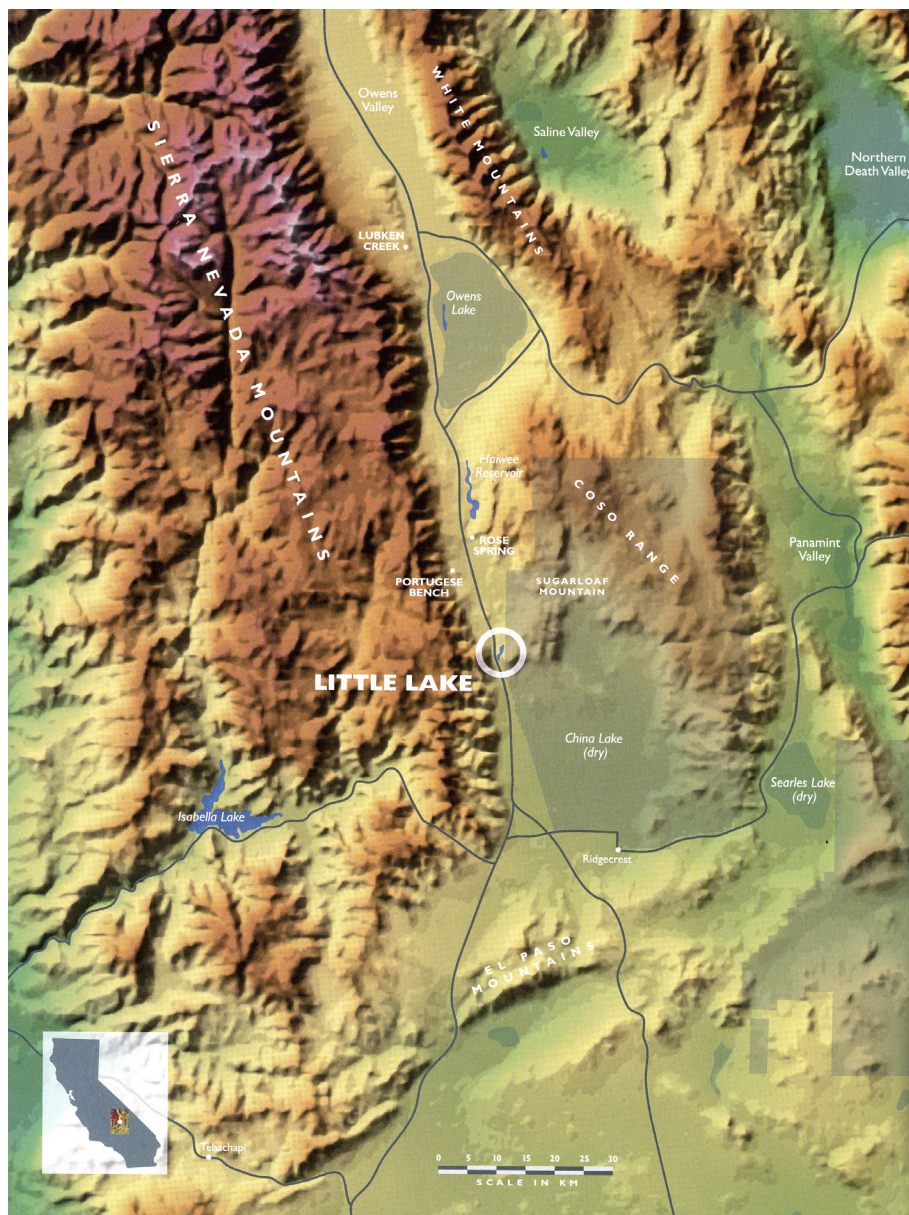 Owens
Valley
WHITE MOUNTAINS
Saline Valley
Northern
Death Valley
SIERRA NEVADA MOUNTAINS
LUBKEN
CREEK
Owens
Lake
Haiwee
Reservoir
COSO RANGE
ROSE
SPRING
Panamint
Valley
PORTUGESE
BENCH
SUGARLOAF
MOUNTAIN
LITTLE LAKE
China Lake
(dry)
Searles Lake
(dry)
Isabella Lake
Ridgecrest
EL PASO
MOUNTAINS
Tehachapi
0 5 10 15 20 25 30
SCALE IN KM